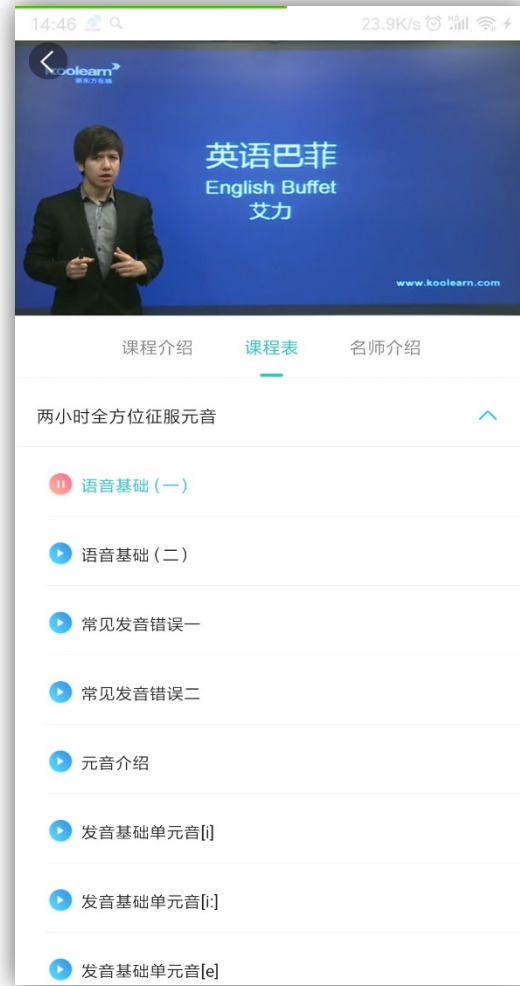 14:46
23.9K/s
koolearn
新东方在线
英语巴菲
English Buffet
艾力
www.koolearn.com
课程介绍
课程表
名师介绍
两小时全方位征服元音
语音基础(一)
语音基础(二)
常见发音错误一
常见发音错误二
元音介绍
发音基础单元音[i]
发音基础单元音[i:]
发音基础单元音[e]